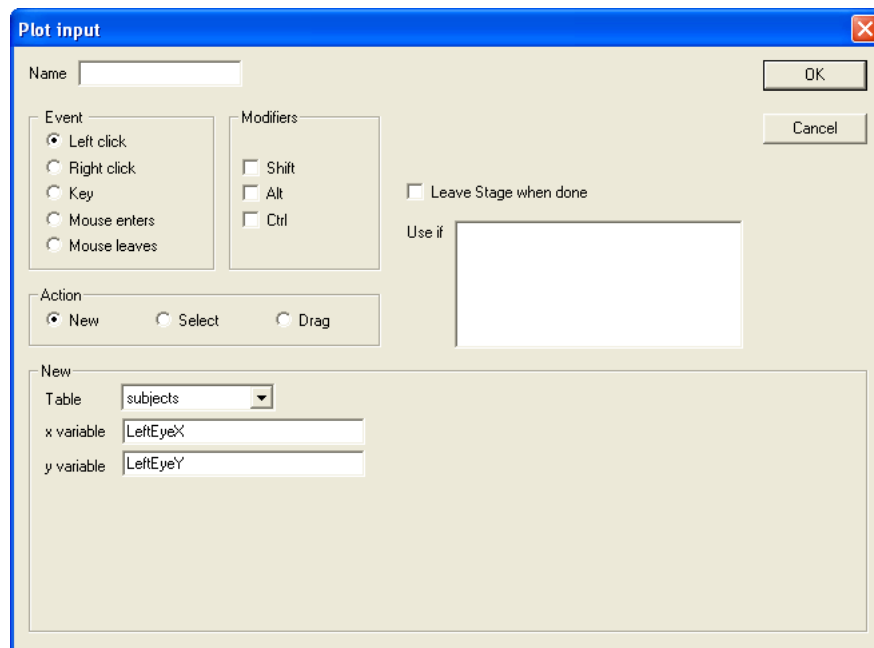 Plot input
Name
OK
Event
Modifiers
Left click
Cancel
Right click
Shift
Key
Alt
Leave Stage when done
Mouse enters
Ctrl
Use if
Mouse leaves
Action
New Select Drag
New
Table subjects
x variable LeftEyeX
y variable LeftEyeY